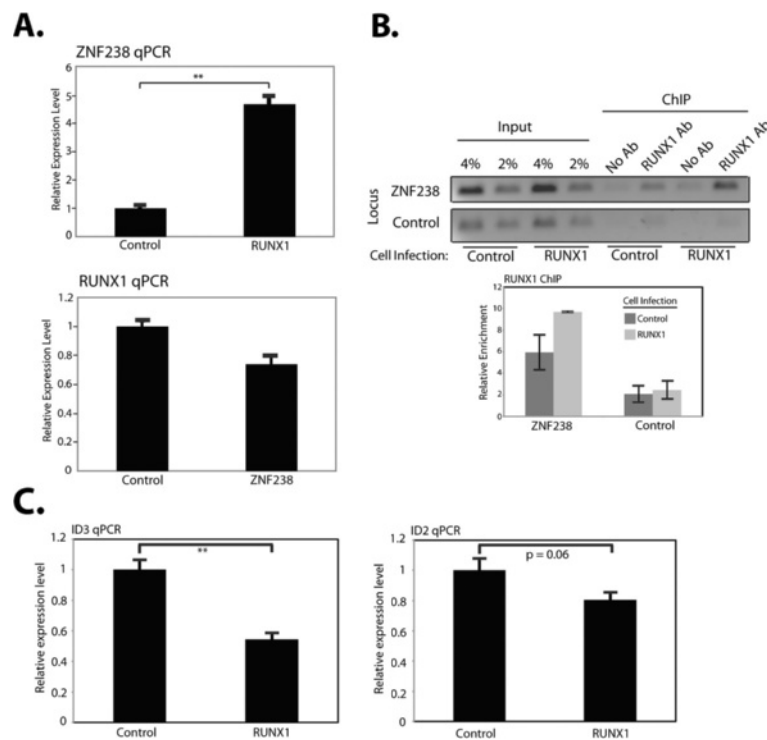 A.
ZNF238 qPCR
Relative Expression Level
6
5
4
3
2
1
0
**
Control RUNX1
RUNX1 qPCR
Relative Expression Level
1.2
1
0.8
0.6
0.4
0.2
0
Control ZNF238
B.
ChIP
Input
No Ab RUNX1 Ab No Ab RUNX1 Ab
4% 2% 4% 2%
Locus
ZNF238
Control
Cell Infection: Control RUNX1 Control RUNX1
RUNX1 ChIP
Relative Enrichment
12
10
8
6
4
2
0
Cell Infection
Control
RUNX1
ZNF238 Control
C.
ID3 qPCR
Relative expression level
1.2
1
0.8
0.6
0.4
0.2
0
**
Control RUNX1
ID2 qPCR
Relative expression level
1.2
1
0.8
0.6
0.4
0.2
0
p = 0.06
Control RUNX1